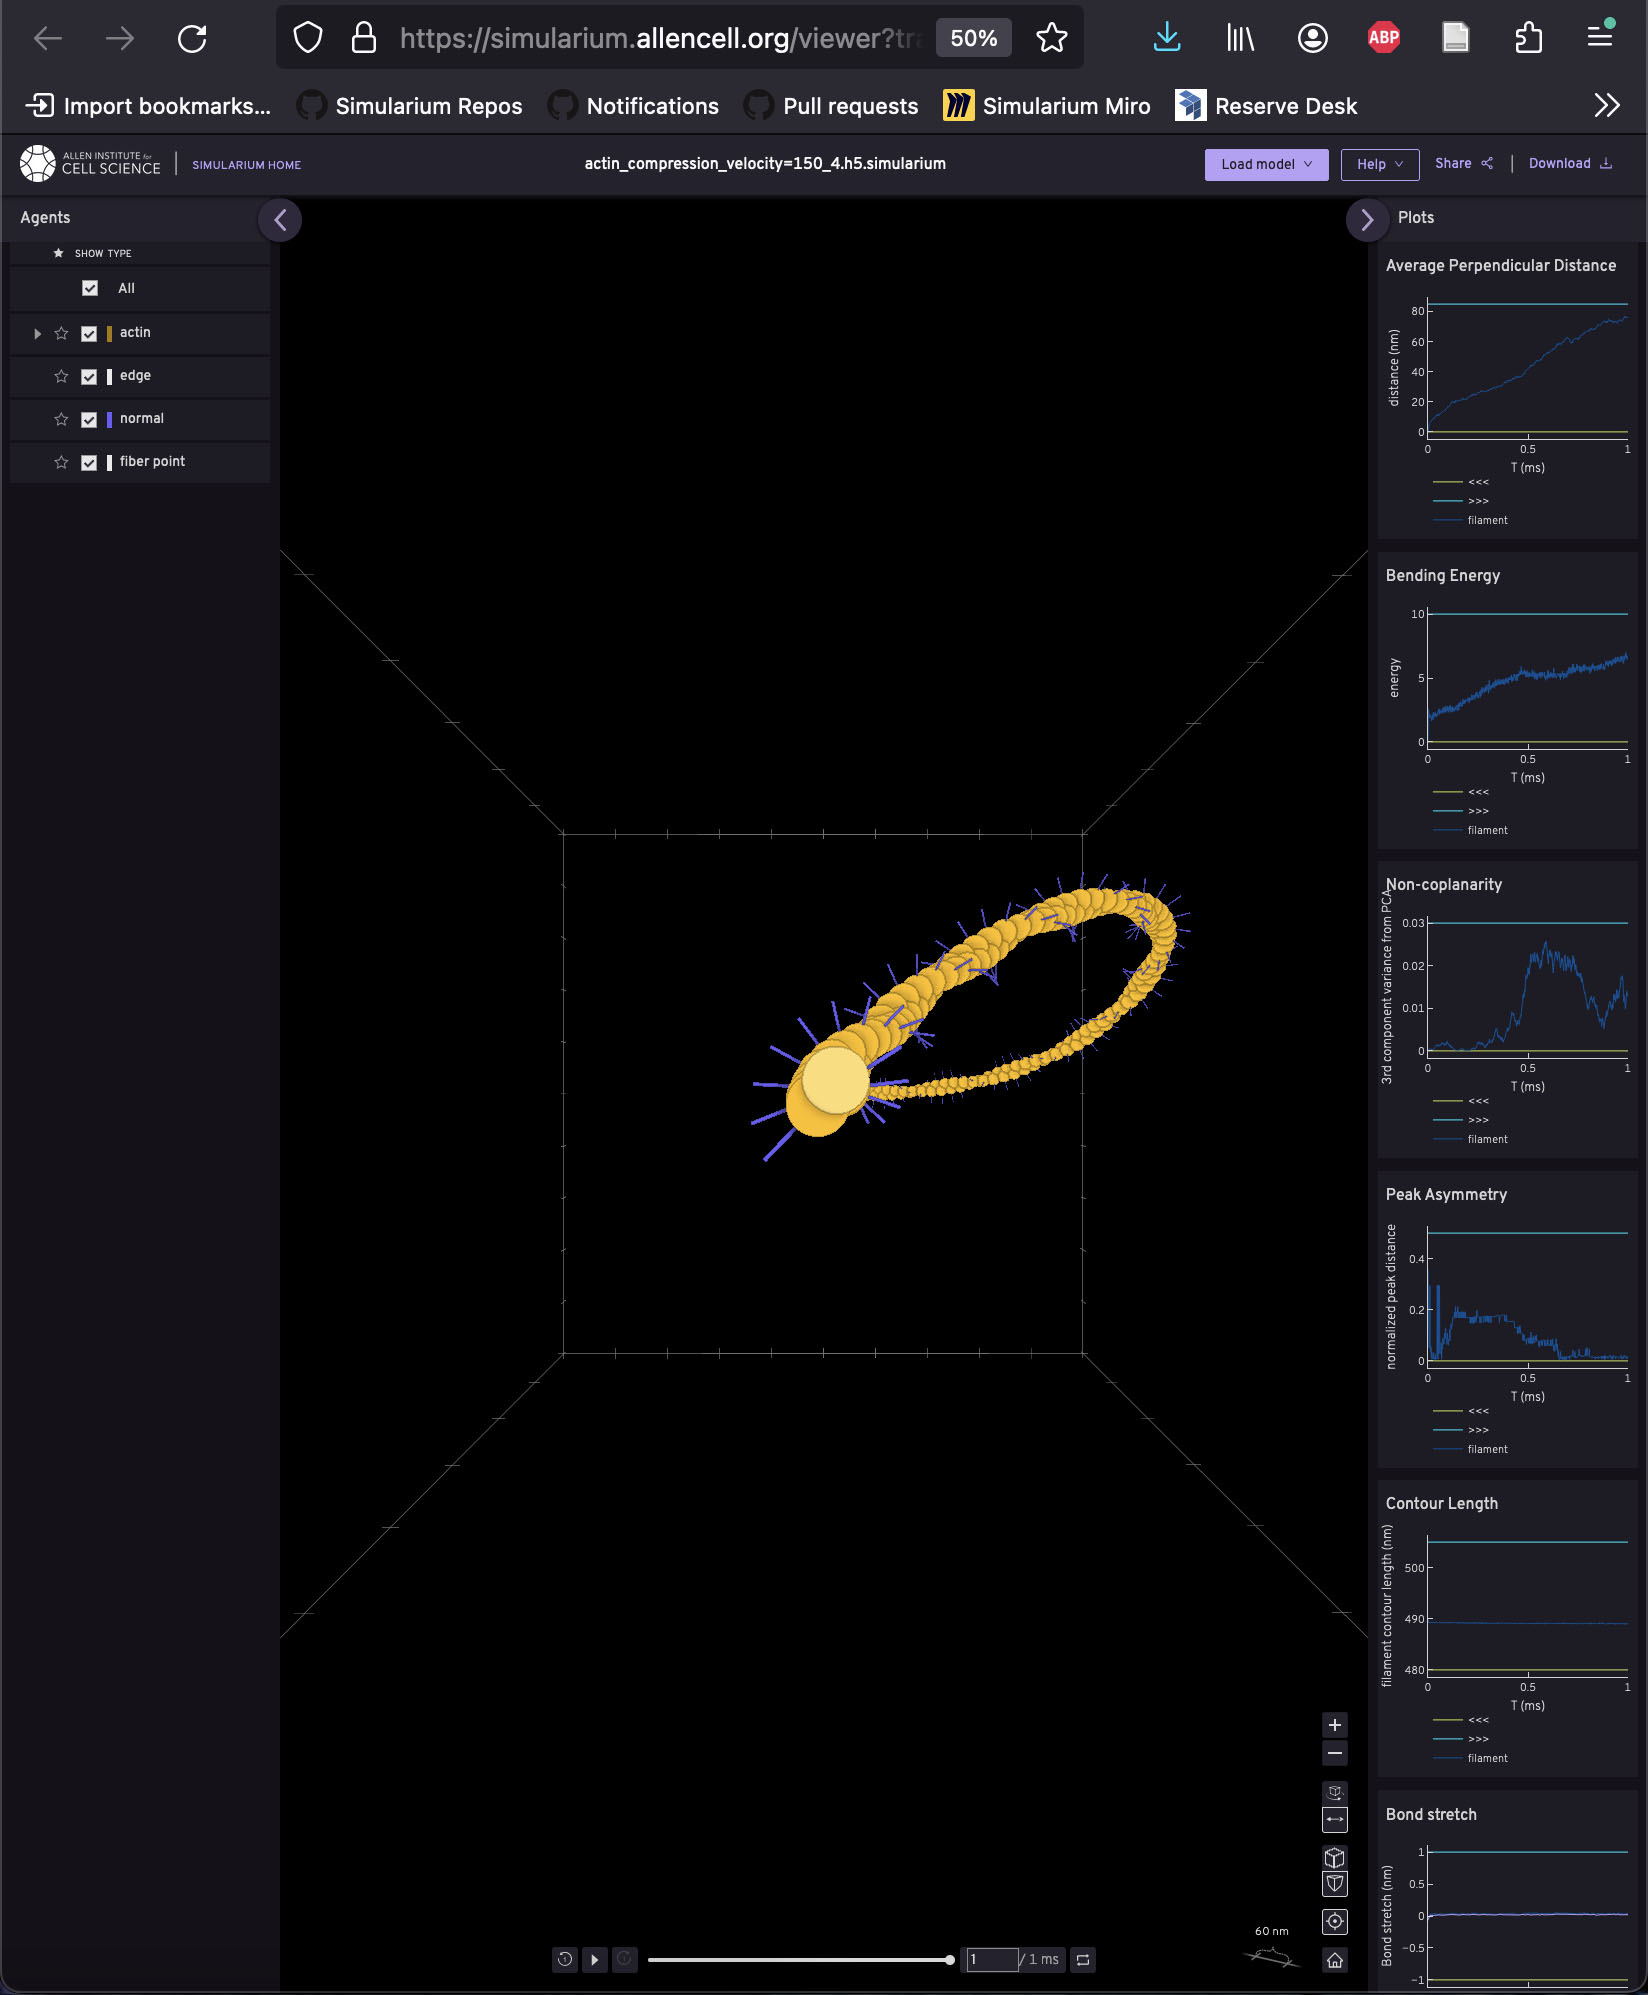 https://simularium.allencell.org/viewer?tra
50%
ABP
Import bookmarks...
Simularium Repos
Notifications
Pull requests
Simularium Miro
Reserve Desk
ALLEN INSTITUTE for
CELL SCIENCE
SIMULARIUM HOME
actin_compression_velocity=150_4.h5.simularium
Load model
Help
Share
Download
Agents
SHOW TYPE
All
actin
edge
normal
fiber point
60 nm
1 / 1 ms
Plots
Average Perpendicular Distance
distance (nm)
80
60
40
20
0
0 0.5 1
T (ms)
<<<
>>>
filament
Bending Energy
energy
10
5
0
0 0.5 1
T (ms)
<<<
>>>
filament
Non-coplanarity
3rd component variance from PCA
0.03
0.02
0.01
0
0 0.5 1
T (ms)
<<<
>>>
filament
Peak Asymmetry
normalized peak distance
0.4
0.2
0
0 0.5 1
T (ms)
<<<
>>>
filament
Contour Length
filament contour length (nm)
500
490
480
0 0.5 1
T (ms)
<<<
>>>
filament
Bond stretch
Bond stretch (nm)
1
0.5
0
−0.5
−1